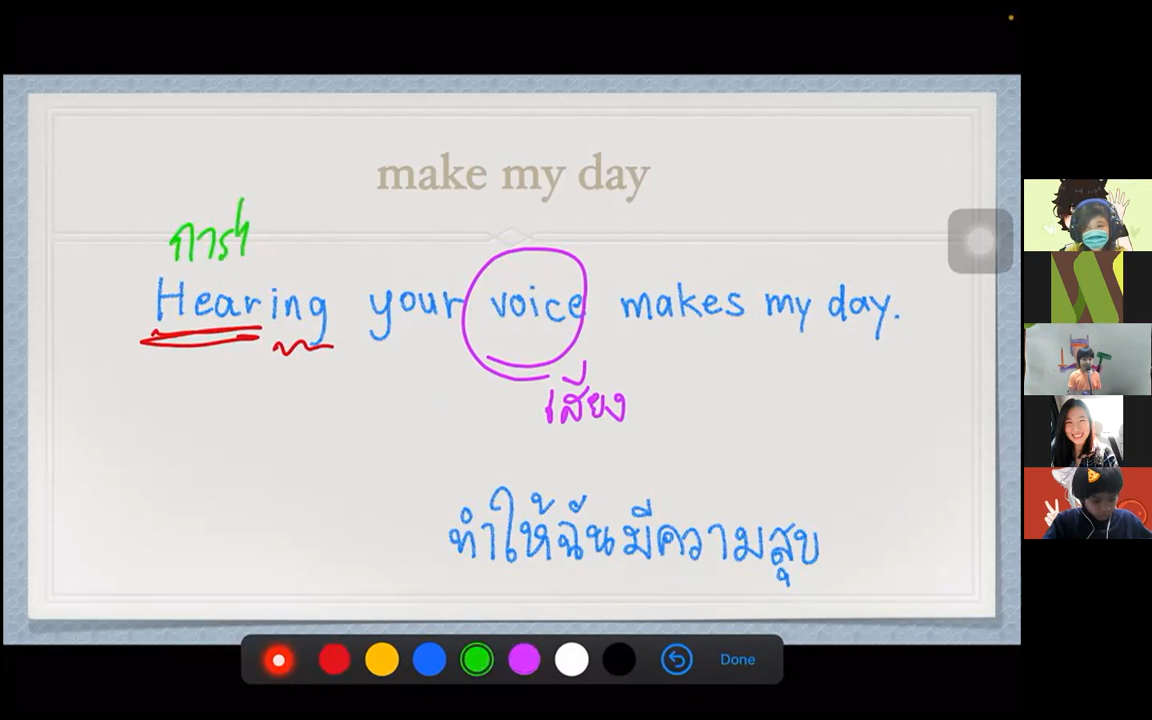 make my day
การ
Hearing your voice makes my day.
เสียง
ทำให้ฉันมีความสุข
Done